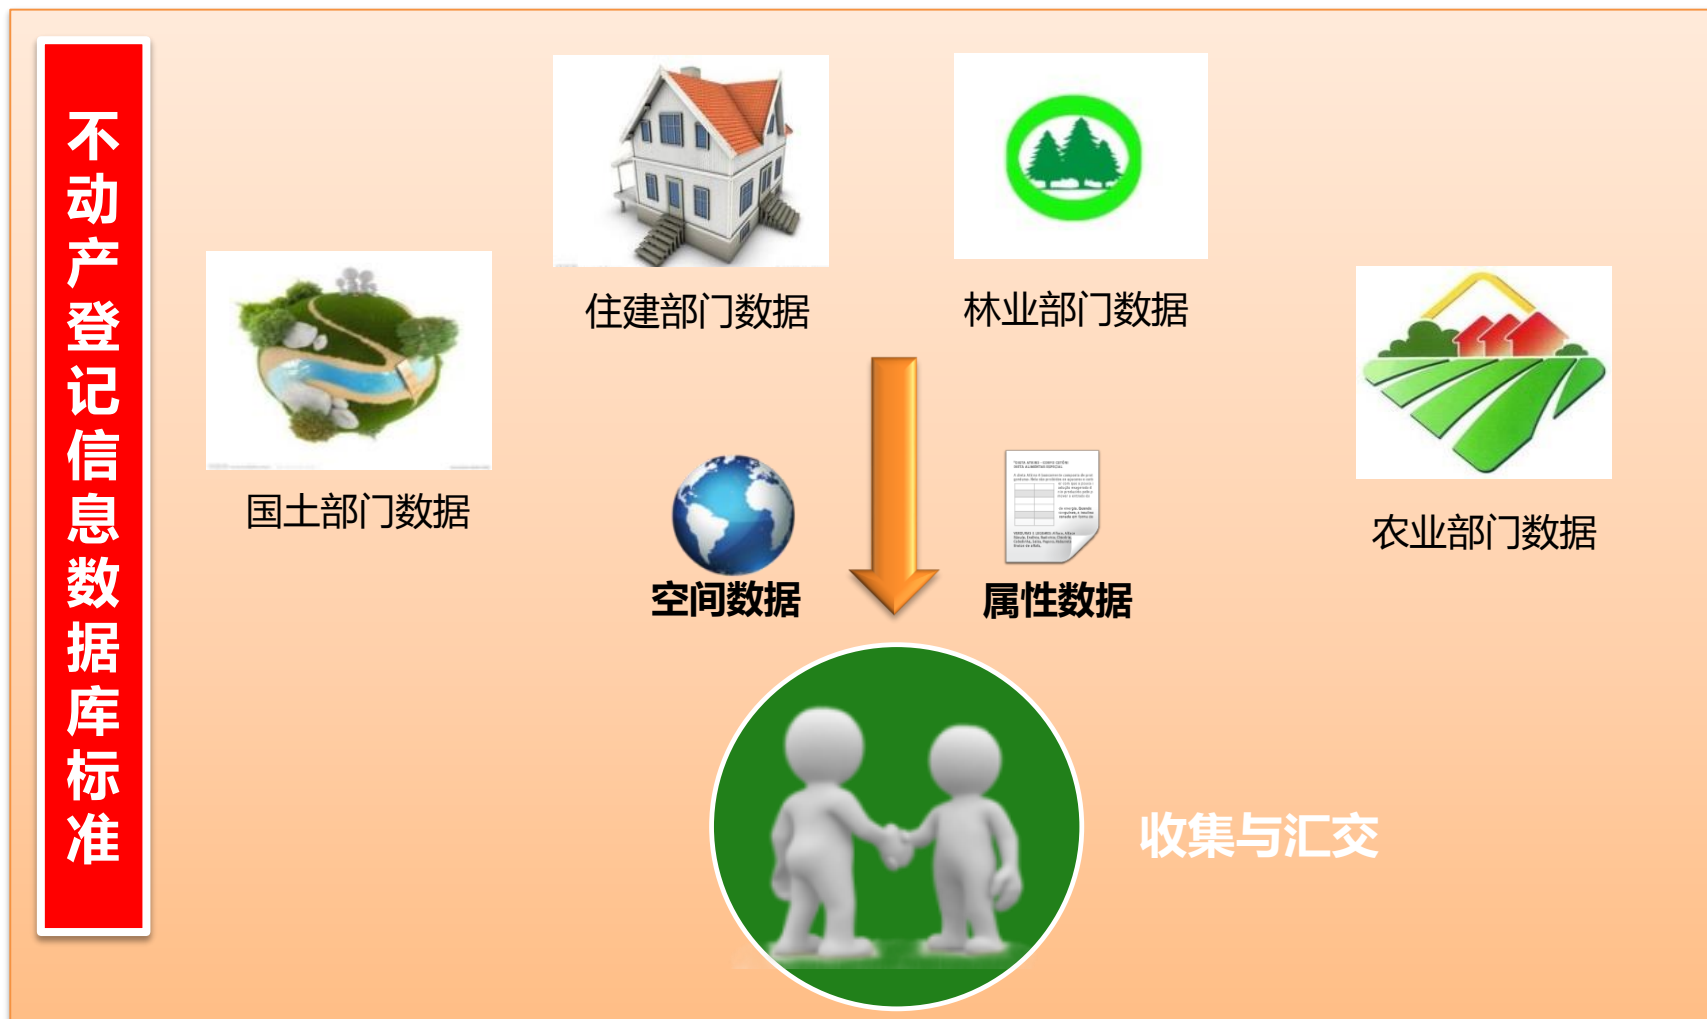 不动产登记信息数据库标准
住建部门数据
林业部门数据
国土部门数据
农业部门数据
空间数据
属性数据
收集与汇交